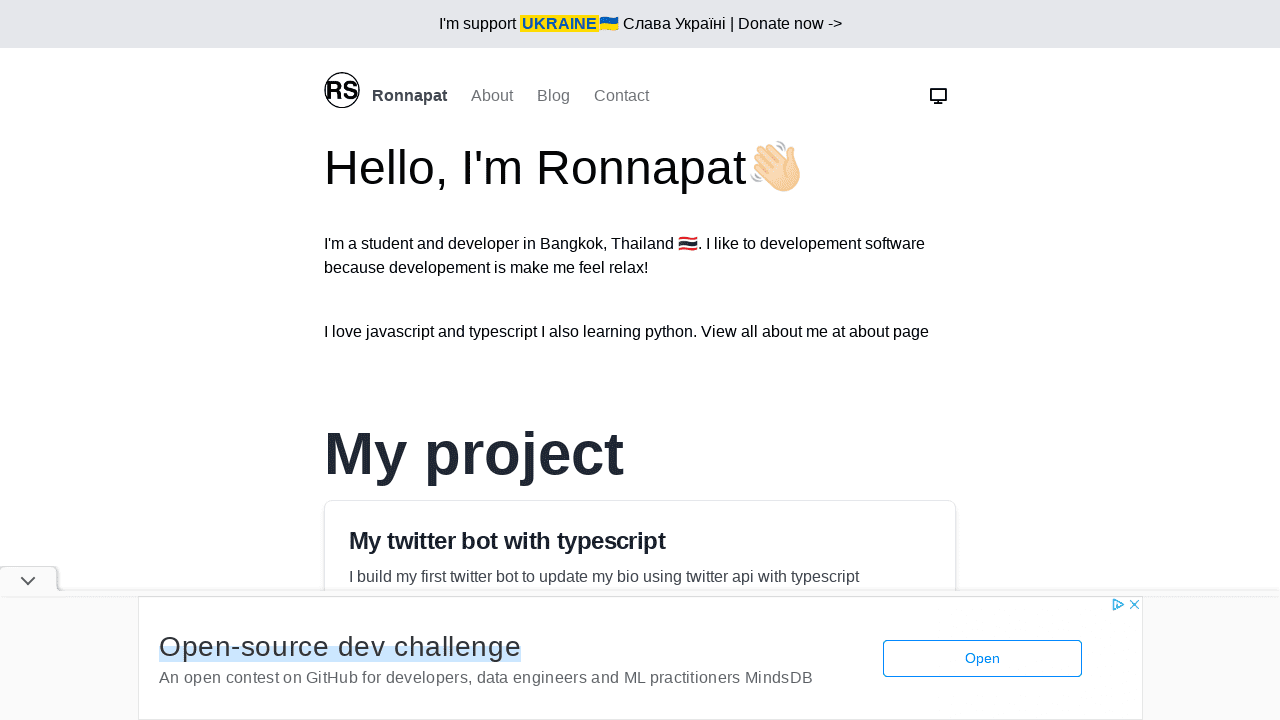 I'm support UKRAINE🇺🇦 Слава Україні | Donate now ->
RS Ronnapat About Blog Contact
Hello, I'm Ronnapat👋🏻
I'm a student and developer in Bangkok, Thailand 🇹🇭. I like to developement software
because developement is make me feel relax!
I love javascript and typescript I also learning python. View all about me at about page
My project
My twitter bot with typescript
I build my first twitter bot to update my bio using twitter api with typescript
Open-source dev challenge
An open contest on GitHub for developers, data engineers and ML practitioners MindsDB
Open